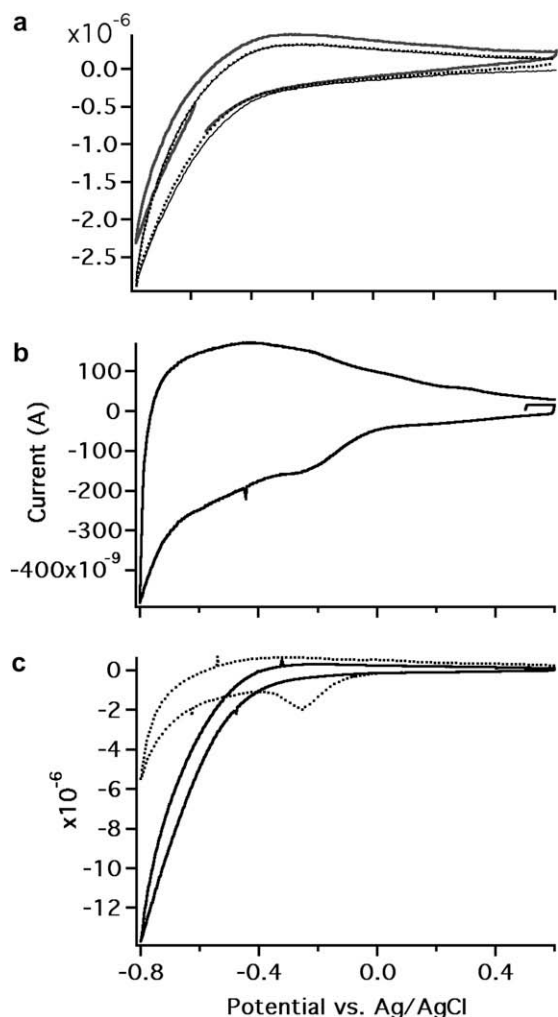 a
x10⁻⁶
0.0
-0.5
-1.0
-1.5
-2.0
-2.5
b
100
0
-100
-200
-300
-400x10⁻⁹
Current (A)
c
0
-2
-4
-6
-8
-10
-12
x10⁻⁶
-0.8 -0.4 0.0 0.4
Potential vs. Ag/AgCl